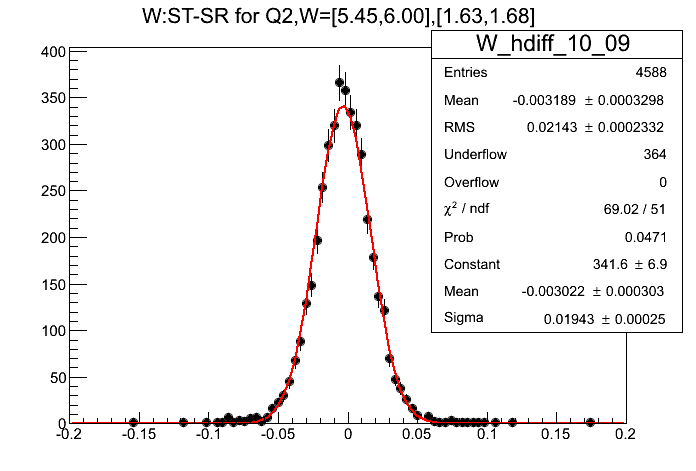 W:ST-SR for Q2,W=[5.45,6.00],[1.63,1.68]
W_hdiff_10_09
Entries 4588
Mean -0.003189 ± 0.0003298
RMS 0.02143 ± 0.0002332
Underflow 364
Overflow 0
χ² / ndf 69.02 / 51
Prob 0.0471
Constant 341.6 ± 6.9
Mean -0.003022 ± 0.000303
Sigma 0.01943 ± 0.00025
400
350
300
250
200
150
100
50
0
-0.2 -0.15 -0.1 -0.05 0 0.05 0.1 0.15 0.2